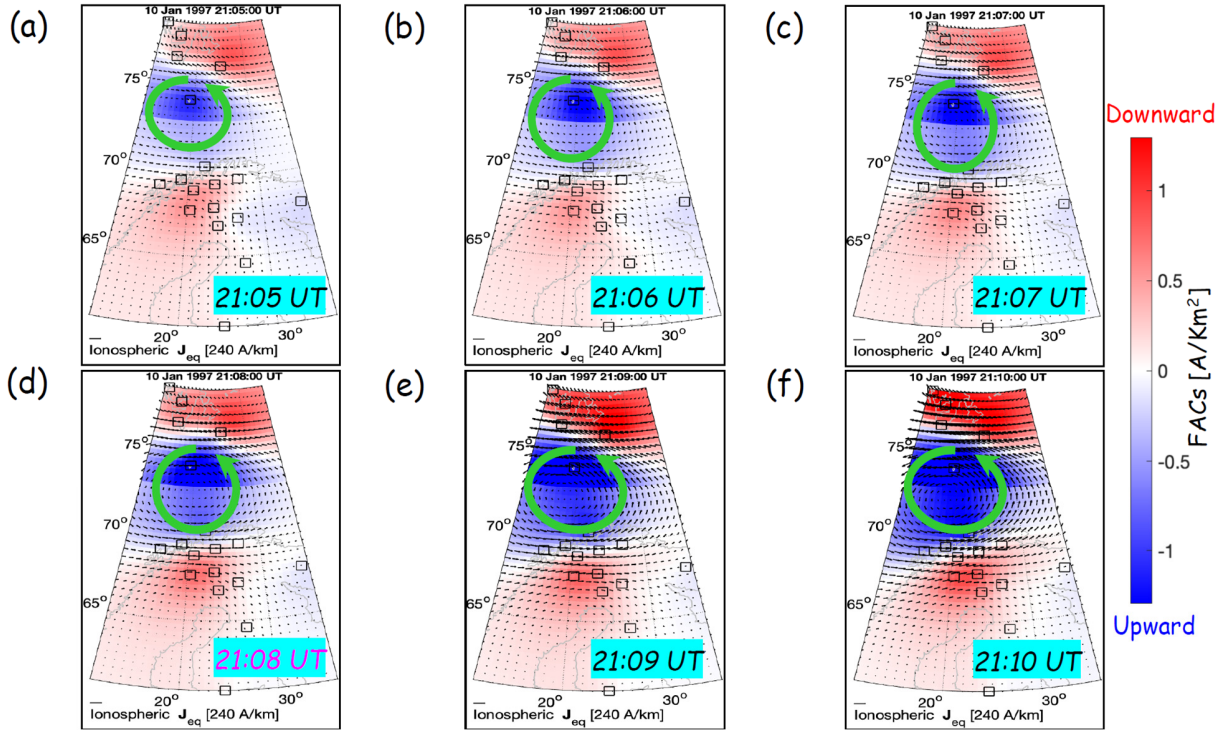 (a)
10 Jan 1997 21:05:00 UT
75°
70°
65°
20°
30°
21:05 UT
Ionospheric Jeq [240 A/km]
(b)
10 Jan 1997 21:06:00 UT
75°
70°
65°
20°
30°
21:06 UT
Ionospheric Jeq [240 A/km]
(c)
10 Jan 1997 21:07:00 UT
75°
70°
65°
20°
30°
21:07 UT
Ionospheric Jeq [240 A/km]
(d)
10 Jan 1997 21:08:00 UT
75°
70°
65°
20°
30°
21:08 UT
Ionospheric Jeq [240 A/km]
(e)
10 Jan 1997 21:09:00 UT
75°
70°
65°
20°
30°
21:09 UT
Ionospheric Jeq [240 A/km]
(f)
10 Jan 1997 21:10:00 UT
75°
70°
65°
20°
30°
21:10 UT
Ionospheric Jeq [240 A/km]
Downward
1
0.5
0
-0.5
-1
FACs [A/Km²]
Upward